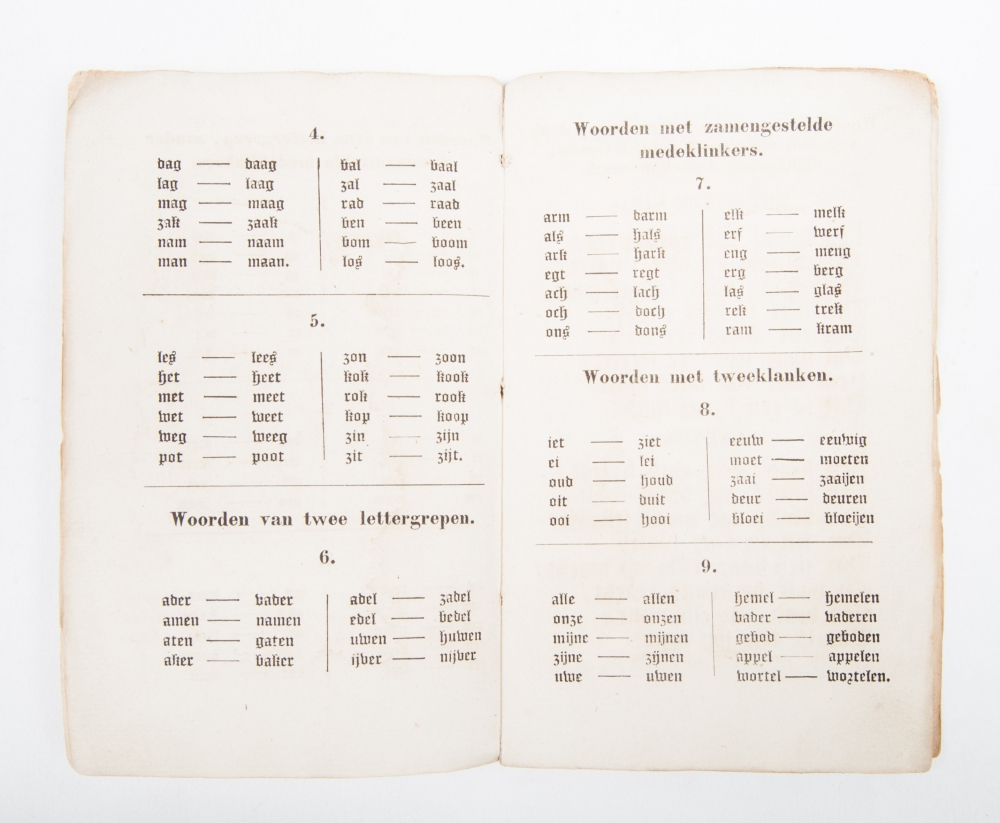 4.
dag — daag
lag — laag
mag — maag
zak — zaak
nam — naam
man — maan.
bal — baal
zal — zaal
rad — raad
ben — been
bom — boom
los — loos.
5.
les — lees
het — heet
met — meet
wet — weet
weg — weeg
pot — poot
zon — zoon
kok — kook
rok — rook
kop — koop
zin — zijn
zit — zijt.
Woorden van twee lettergrepen.
6.
ader — vader
amen — namen
aten — gaten
aker — baker
adel — zadel
edel — bedel
uwen — huwen
ijver — nijver
Woorden met zamengestelde
medeklinkers.
7.
arm — darm
als — hals
ark — hark
egt — regt
ach — lach
och — doch
ons — dons
elk — melk
erf — werf
eng — meng
erg — berg
las — glas
rek — trek
ram — kram
Woorden met tweeklanken.
8.
iet — ziet
ei — lei
oud — houd
uit — duit
ooi — hooi
eeuw — eeuwig
moet — moeten
zaai — zaaijen
deur — deuren
bloei — bloeijen
9.
alle — allen
onze — onzen
mijne — mijnen
zijne — zijnen
uwe — uwen
hemel — hemelen
vader — vaderen
gebod — geboden
appel — appelen
wortel — wortelen.